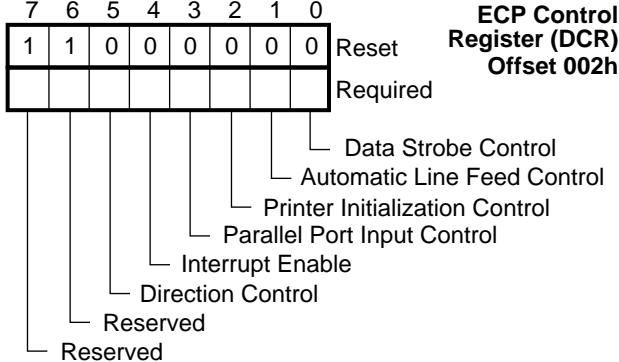 7 6 5 4 3 2 1 0
ECP Control
Register (DCR)
Offset 002h
1 1 0 0 0 0 0 0 Reset
Required
Data Strobe Control
Automatic Line Feed Control
Printer Initialization Control
Parallel Port Input Control
Interrupt Enable
Direction Control
Reserved
Reserved